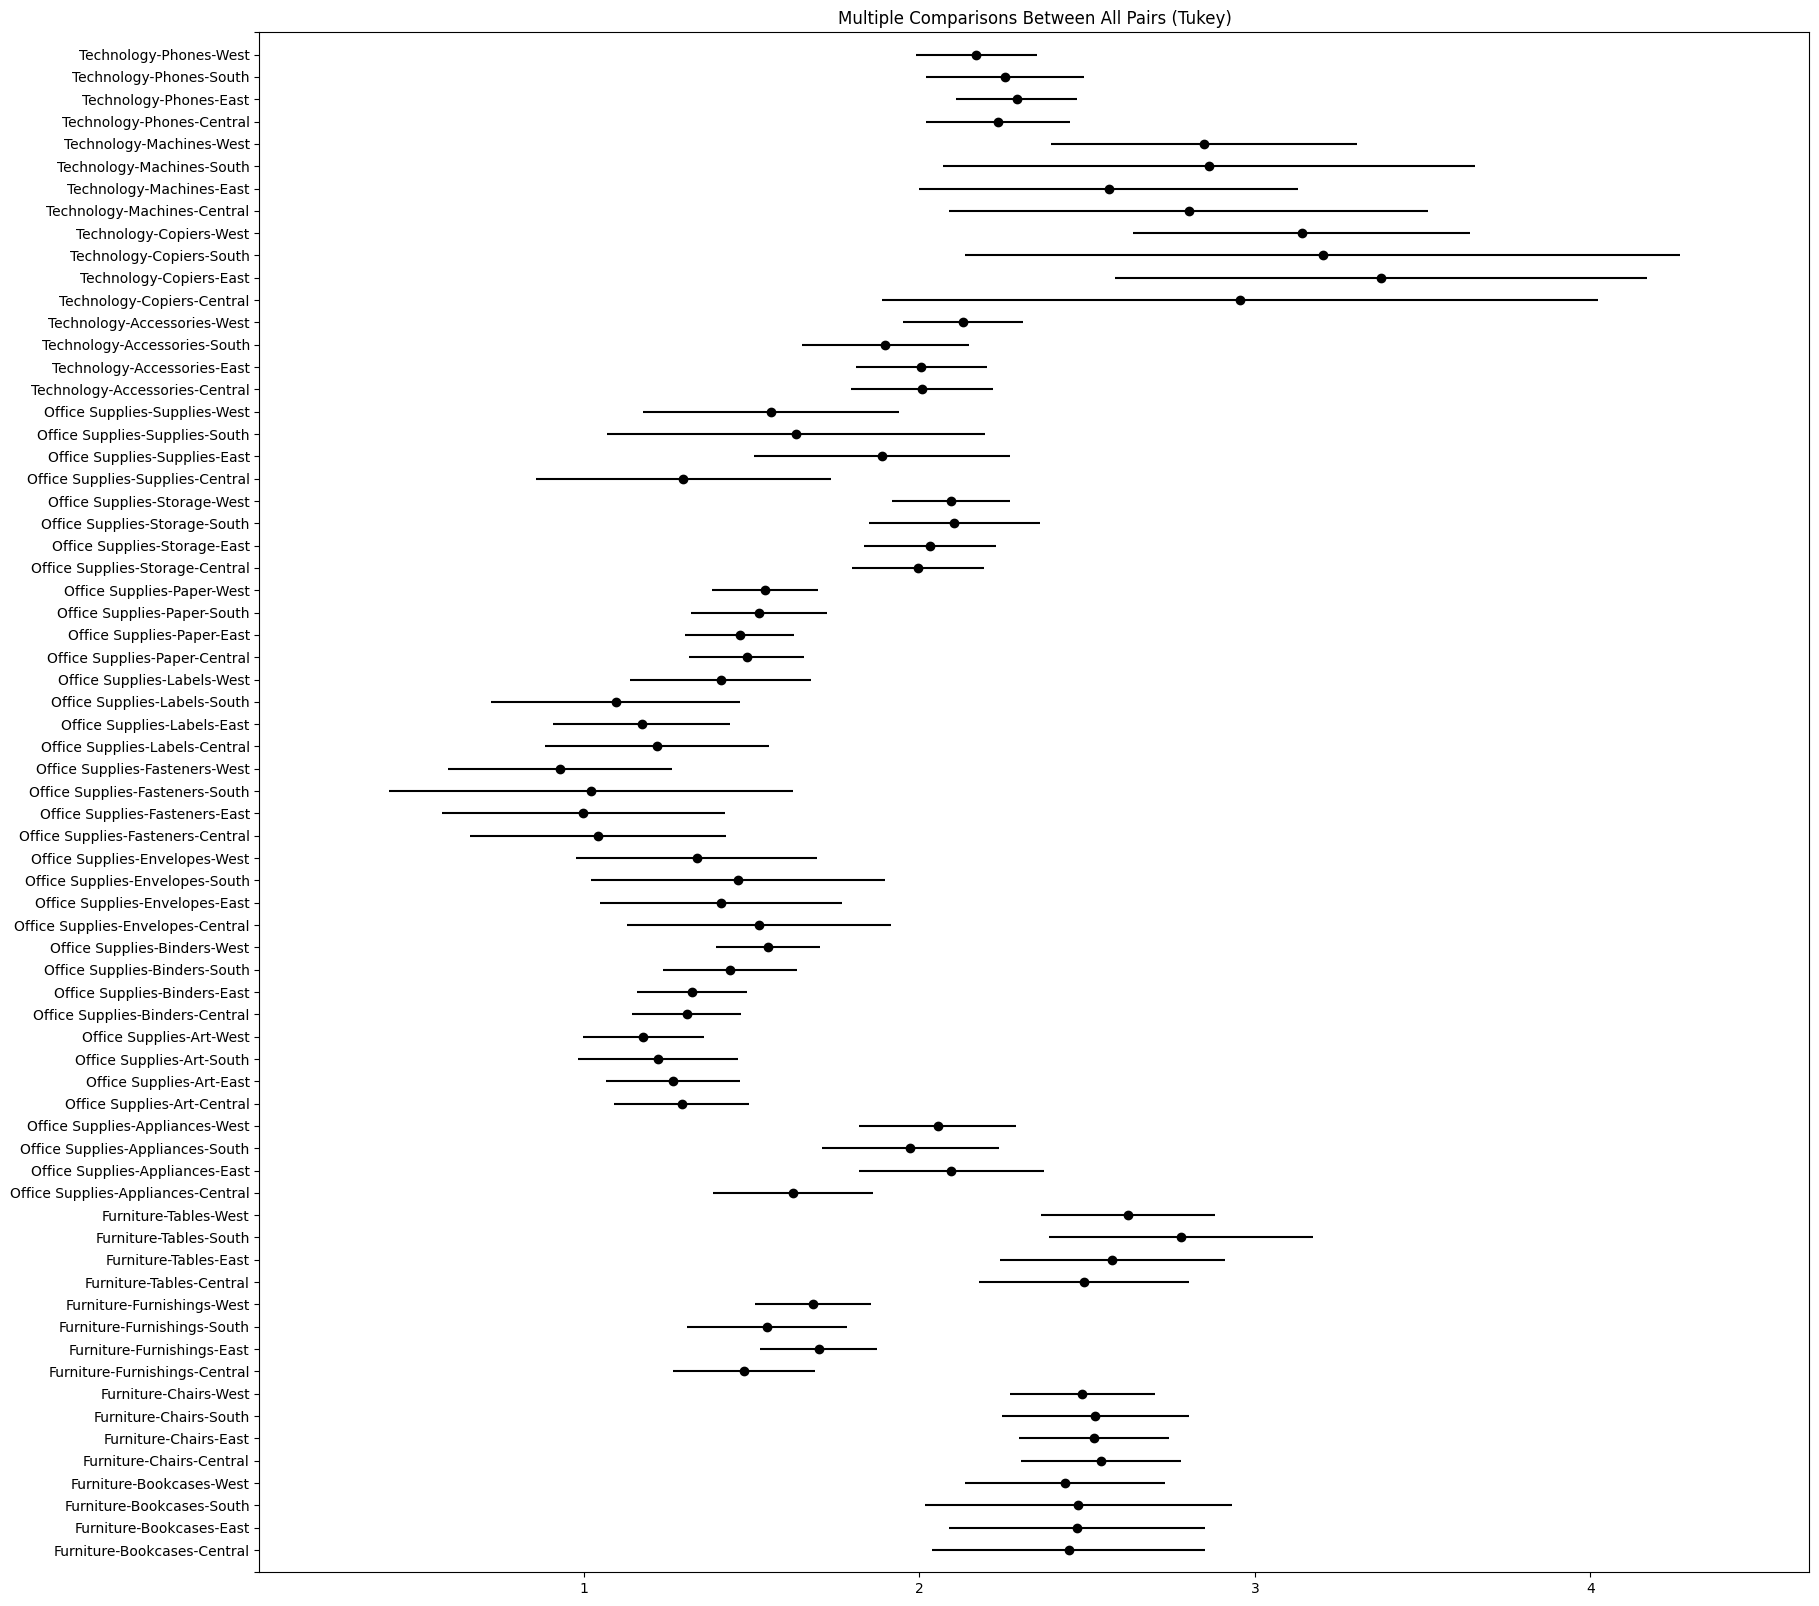 Multiple Comparisons Between All Pairs (Tukey)
Technology-Phones-West
Technology-Phones-South
Technology-Phones-East
Technology-Phones-Central
Technology-Machines-West
Technology-Machines-South
Technology-Machines-East
Technology-Machines-Central
Technology-Copiers-West
Technology-Copiers-South
Technology-Copiers-East
Technology-Copiers-Central
Technology-Accessories-West
Technology-Accessories-South
Technology-Accessories-East
Technology-Accessories-Central
Office Supplies-Supplies-West
Office Supplies-Supplies-South
Office Supplies-Supplies-East
Office Supplies-Supplies-Central
Office Supplies-Storage-West
Office Supplies-Storage-South
Office Supplies-Storage-East
Office Supplies-Storage-Central
Office Supplies-Paper-West
Office Supplies-Paper-South
Office Supplies-Paper-East
Office Supplies-Paper-Central
Office Supplies-Labels-West
Office Supplies-Labels-South
Office Supplies-Labels-East
Office Supplies-Labels-Central
Office Supplies-Fasteners-West
Office Supplies-Fasteners-South
Office Supplies-Fasteners-East
Office Supplies-Fasteners-Central
Office Supplies-Envelopes-West
Office Supplies-Envelopes-South
Office Supplies-Envelopes-East
Office Supplies-Envelopes-Central
Office Supplies-Binders-West
Office Supplies-Binders-South
Office Supplies-Binders-East
Office Supplies-Binders-Central
Office Supplies-Art-West
Office Supplies-Art-South
Office Supplies-Art-East
Office Supplies-Art-Central
Office Supplies-Appliances-West
Office Supplies-Appliances-South
Office Supplies-Appliances-East
Office Supplies-Appliances-Central
Furniture-Tables-West
Furniture-Tables-South
Furniture-Tables-East
Furniture-Tables-Central
Furniture-Furnishings-West
Furniture-Furnishings-South
Furniture-Furnishings-East
Furniture-Furnishings-Central
Furniture-Chairs-West
Furniture-Chairs-South
Furniture-Chairs-East
Furniture-Chairs-Central
Furniture-Bookcases-West
Furniture-Bookcases-South
Furniture-Bookcases-East
Furniture-Bookcases-Central
1 2 3 4